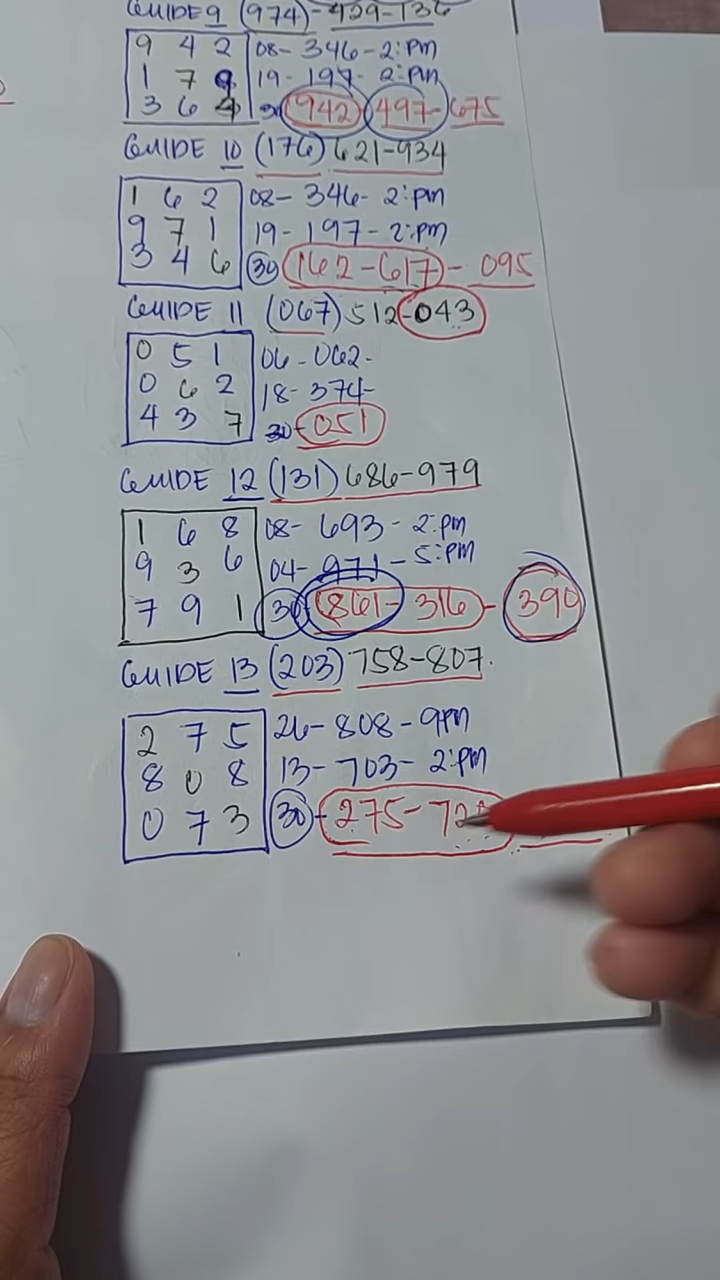 GUIDE 9 (974)-429-136
9 4 2 08- 346-2:pm
1 7 9 19-197-2:pm
3 6 4 30 942 497-675
GUIDE 10 (176) 621-934
1 6 2 08- 346- 2:pm
9 7 1 19-197-2:pm
3 4 6 30 162-617 - 095
GUIDE 11 (067) 512-043
0 5 1 06-062-
0 6 2 18-374-
4 3 7 30-051
GUIDE 12 (131) 686-979
1 6 8 08-693-2:pm
9 3 6 04-971-5:pm
7 9 1 30-861-316-390
GUIDE 13 (203) 758-807.
2 7 5 26-808-9pm
8 0 8 13-703-2:pm
0 7 3 30-275-72